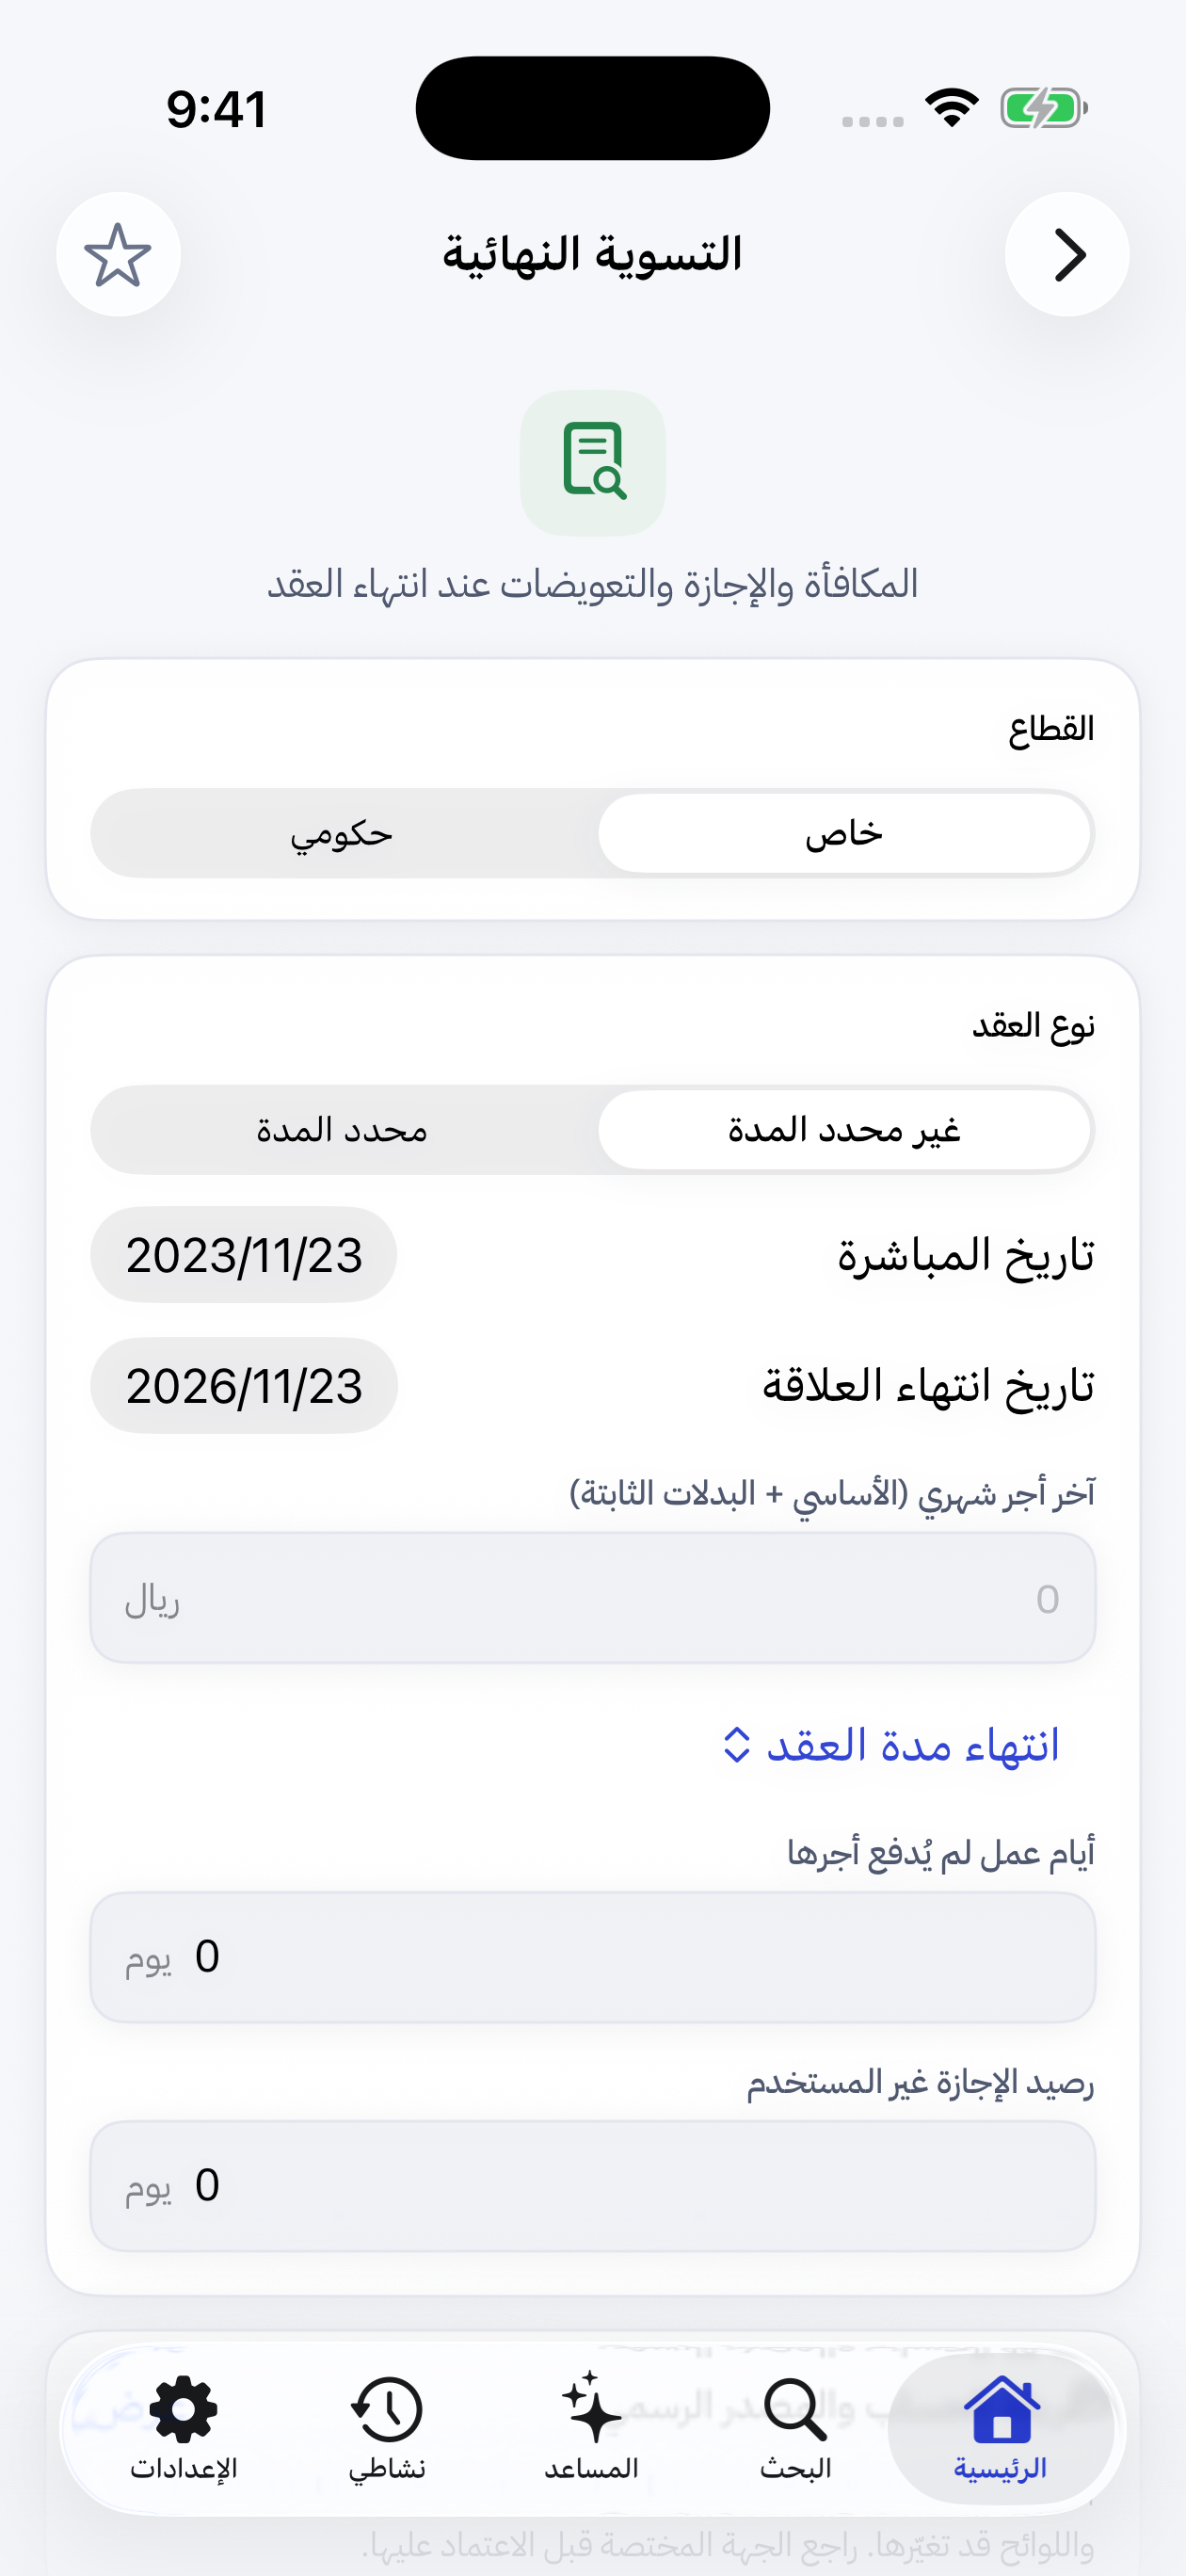 9:41
التسوية النهائية
المكافأة والإجازة والتعويضات عند انتهاء العقد
القطاع
خاص
حكومي
نوع العقد
غير محدد المدة
محدد المدة
تاريخ المباشرة
2023/11/23
تاريخ انتهاء العلاقة
2026/11/23
آخر أجر شهري (الأساسي + البدلات الثابتة)
0
ريال
انتهاء مدة العقد
أيام عمل لم يُدفع أجرها
0 يوم
رصيد الإجازة غير المستخدم
0 يوم
والمصدر الرسمي
الرئيسية
البحث
المساعد
نشاطي
الإعدادات
واللوائح قد تغيّرها. راجع الجهة المختصة قبل الاعتماد عليها.